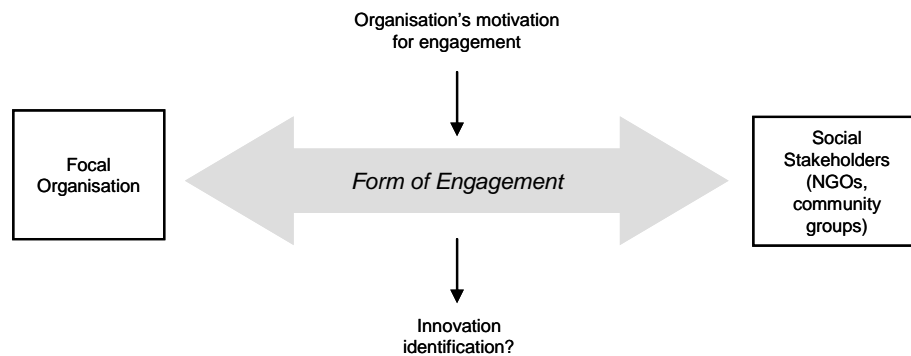 Organisation's motivation
for engagement
Focal
Organisation
Form of Engagement
Social
Stakeholders
(NGOs,
community
groups)
Innovation
identification?